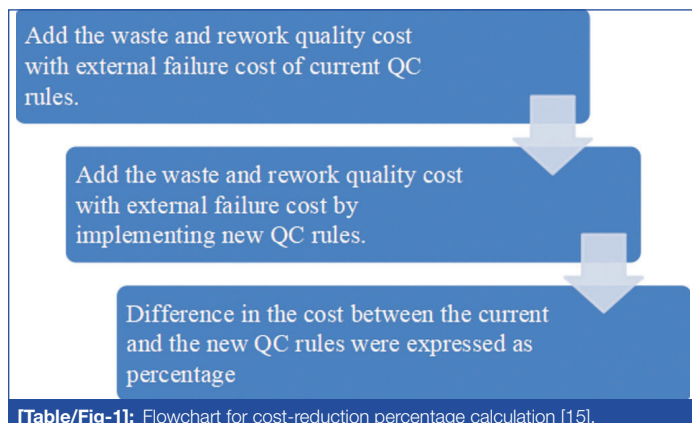 Add the waste and rework quality cost
with external failure cost of current QC
rules.
Add the waste and rework quality cost
with external failure cost by
implementing new QC rules.
Difference in the cost between the current
and the new QC rules were expressed as
percentage
[Table/Fig-1]: Flowchart for cost-reduction percentage calculation [15].